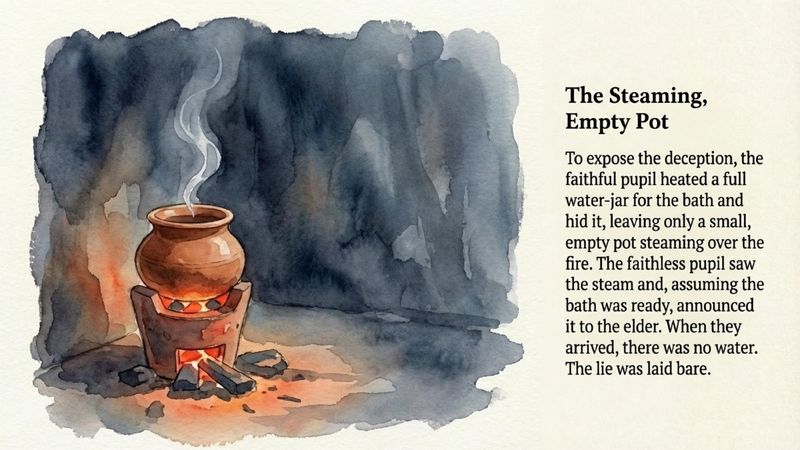 The Steaming,
Empty Pot
To expose the deception, the
faithful pupil heated a full
water-jar for the bath and
hid it, leaving only a small,
empty pot steaming over the
fire. The faithless pupil saw
the steam and, assuming the
bath was ready, announced
it to the elder. When they
arrived, there was no water.
The lie was laid bare.